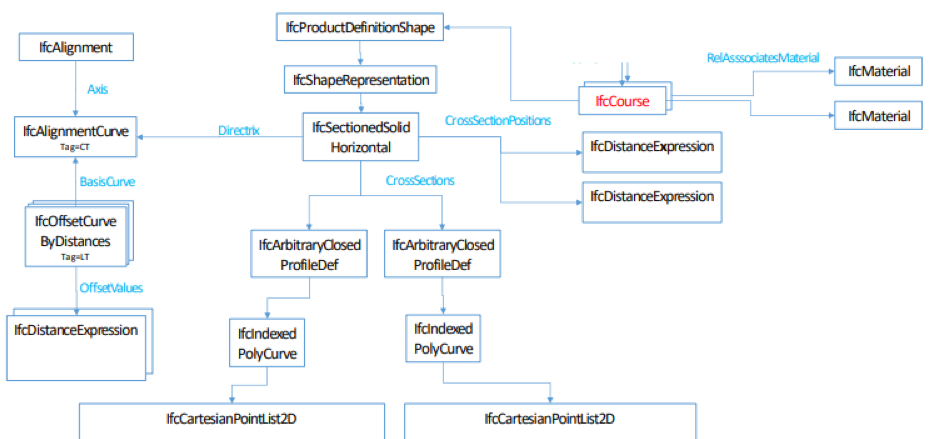 IfcProductDefinitionShape
IfcAlignment
RelAsssociatesMaterial
IfcShapeRepresentation
IfcMaterial
Axis
IfcCourse
IfcMaterial
IfcAlignmentCurve
Tag=CT
Directrix
IfcSectionedSolid
Horizontal
CrossSectionPositions
IfcDistanceExpression
BasisCurve
CrossSections
IfcDistanceExpression
IfcOffsetCurve
ByDistances
Tag=LT
IfcArbitraryClosed
ProfileDef
IfcArbitraryClosed
ProfileDef
OffsetValues
IfcDistanceExpression
IfcIndexed
PolyCurve
IfcIndexed
PolyCurve
IfcCartesianPointList2D
IfcCartesianPointList2D